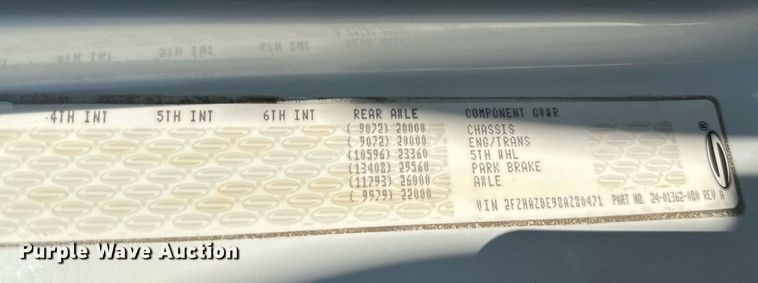 4TH INT 5TH INT 6TH INT REAR AXLE COMPONENT GVWR
( 9072) 20000 CHASSIS
( 9072) 20000 ENG/TRANS
(10596) 23360 5TH WHL
(13408) 29560 PARK BRAKE
(11793) 26000 AXLE
( 9979) 22000
VIN 2FZHAZDE98AZ80471 PART NO. 24-01362-080 REV A
Purple Wave Auction